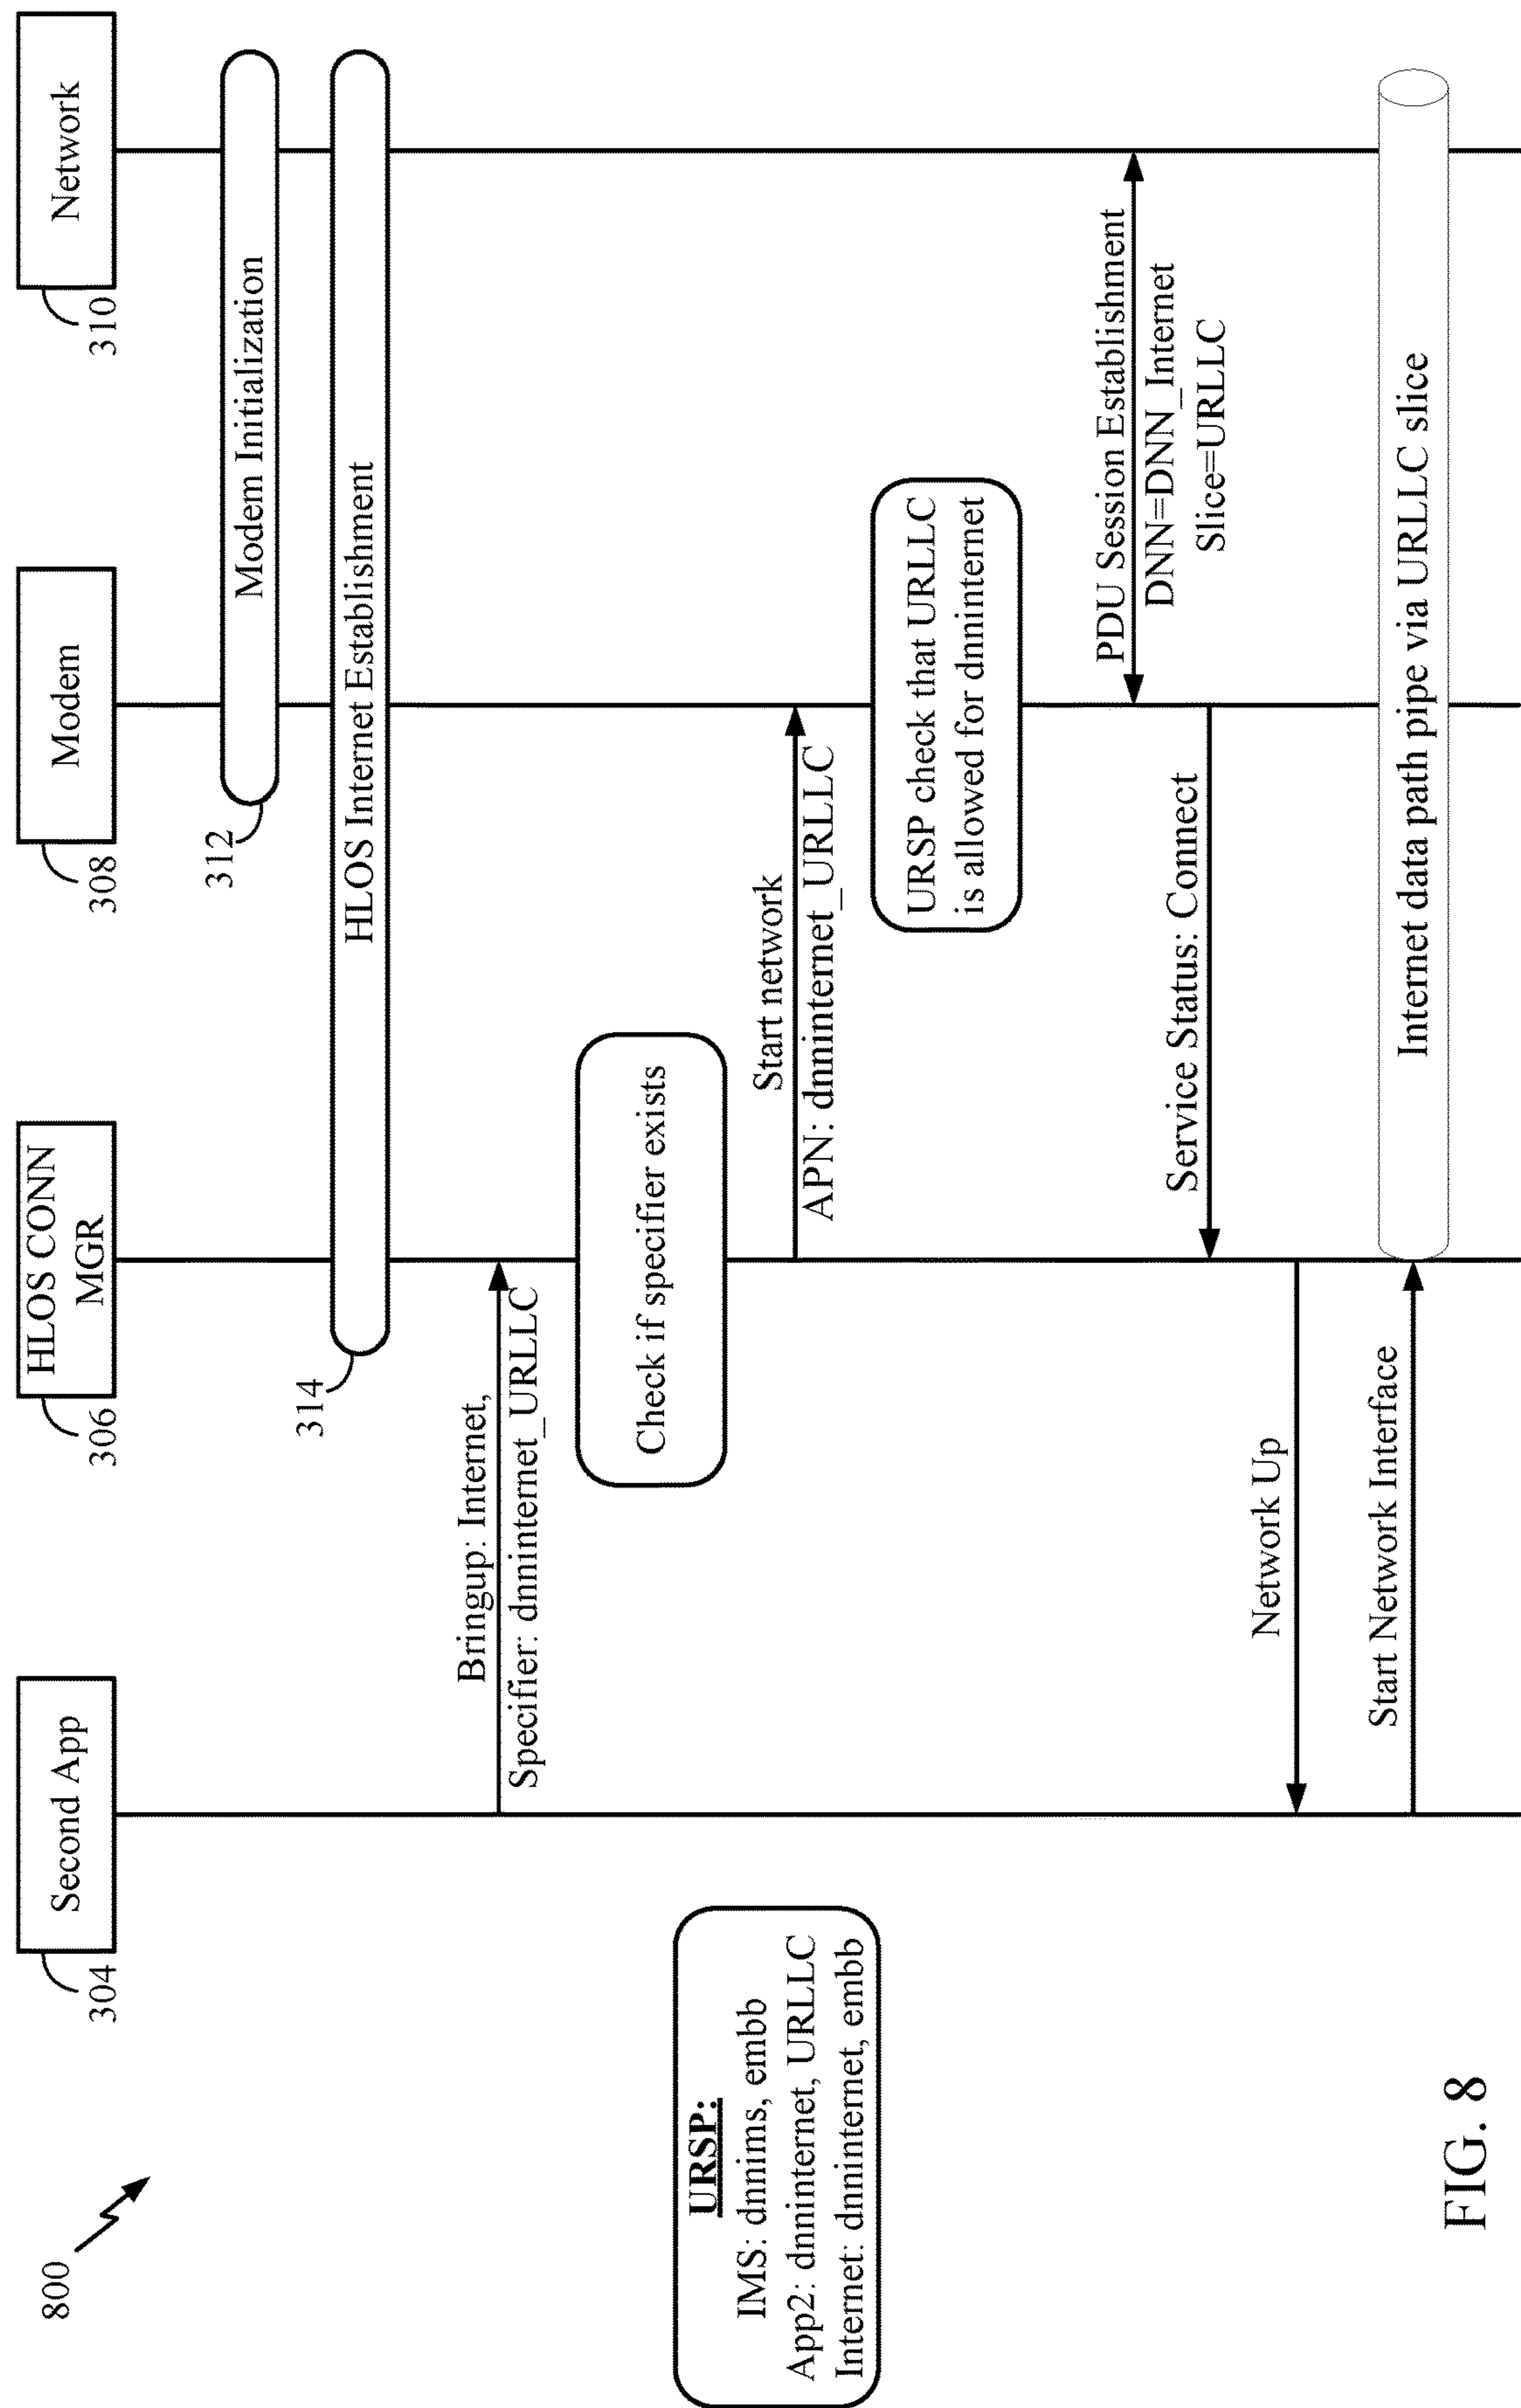 800
304
Second App
306
HLOS CONN
MGR
308
Modem
310
Network
312
Modem Initialization
314
HLOS Internet Establishment
Bringup: Internet,
Specifier: dnninternet_URLLC
Check if specifier exists
URSP:
IMS: dnnims, embb
App2: dnninternet, URLLC
Internet: dnninternet, embb
Start network
APN: dnninternet_URLLC
URSP check that URLLC
is allowed for dnninternet
PDU Session Establishment
DNN=DNN_Internet
Slice=URLLC
Service Status: Connect
Network Up
Start Network Interface
Internet data path pipe via URLLC slice
FIG. 8